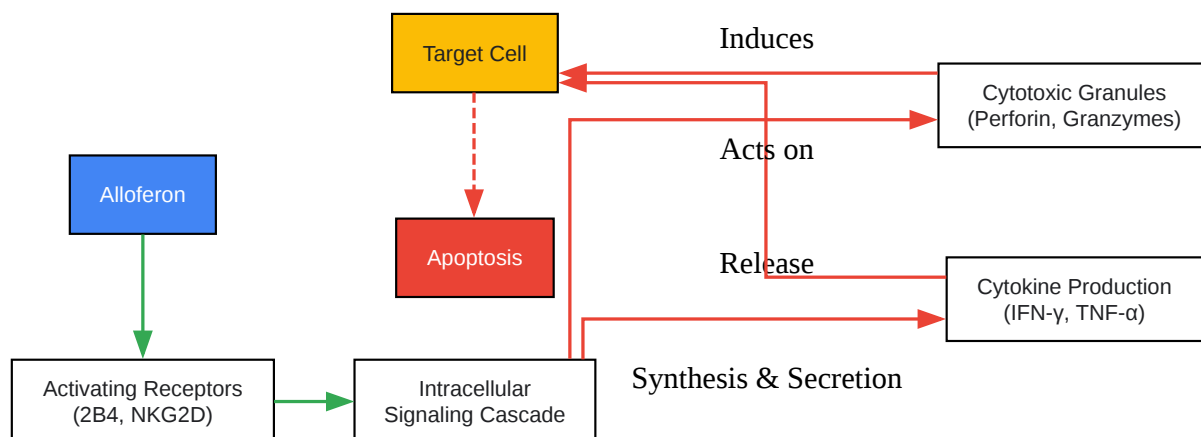 Induces
Target Cell
Cytotoxic Granules
(Perforin, Granzymes)
Acts on
Alloferon
Apoptosis
Release
Cytokine Production
(IFN-γ, TNF-α)
Activating Receptors
(2B4, NKG2D)
Intracellular
Signaling Cascade
Synthesis & Secretion